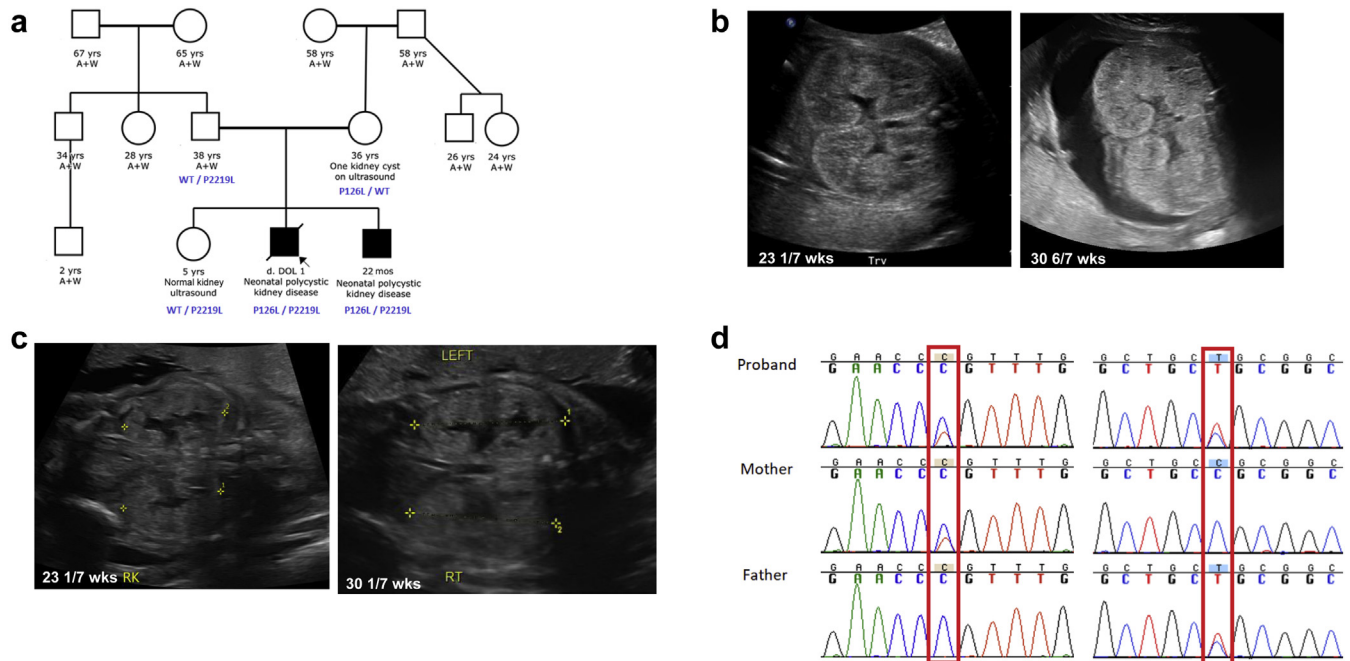 a
67 yrs
A+W
65 yrs
A+W
58 yrs
A+W
58 yrs
A+W
34 yrs
A+W
28 yrs
A+W
38 yrs
A+W
WT / P2219L
36 yrs
One kidney cyst
on ultrasound
P126L / WT
26 yrs
A+W
24 yrs
A+W
2 yrs
A+W
5 yrs
Normal kidney
ultrasound
WT / P2219L
d. DOL 1
Neonatal polycystic
kidney disease
P126L / P2219L
22 mos
Neonatal polycystic
kidney disease
P126L / P2219L
b
23 1/7 wks
Trv
30 6/7 wks
c
2
1
23 1/7 wks RK
LEFT
1
2
30 1/7 wks
RT
d
Proband
G A A C C C G T T T G
G A A C C C G T T T G
G C T G C T G C G G C
G C T G C T G C G G C
Mother
G A A C C C G T T T G
G A A C C C G T T T G
G C T G C C G C G G C
G C T G C C G C G G C
Father
G A A C C C G T T T G
G A A C C C G T T T G
G C T G C T G C G G C
G C T G C T G C G G C